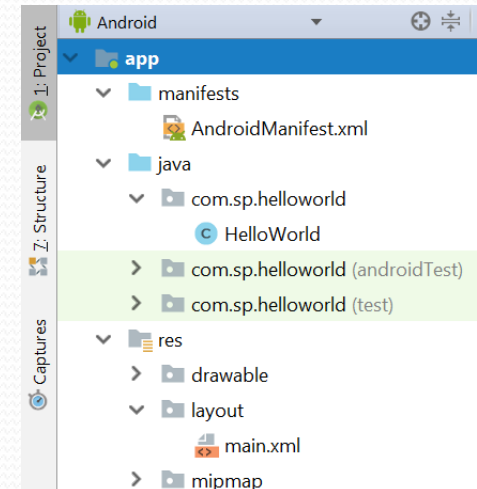 Android
1: Project
app
manifests
AndroidManifest.xml
java
com.sp.helloworld
C HelloWorld
com.sp.helloworld (androidTest)
com.sp.helloworld (test)
res
drawable
layout
main.xml
mipmap
Z: Structure
Captures